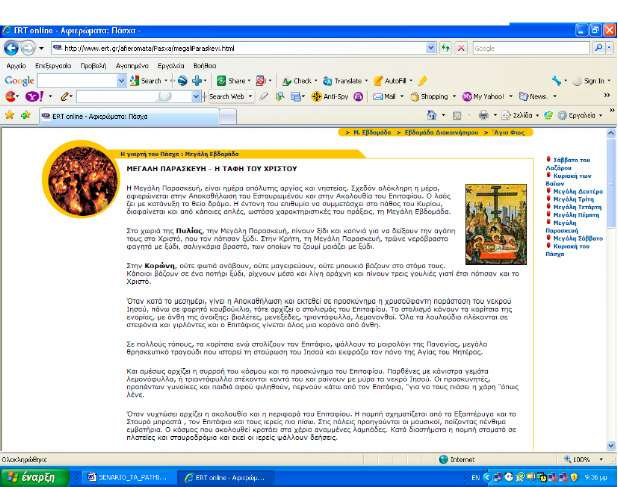 ERT online - Αφιερώματα: Πάσχα -
http://www.ert.gr/afieromata/Pasxa/megaliParaskevi.html
Google
Αρχείο Επεξεργασία Προβολή Αγαπημένα Εργαλεία Βοήθεια
Google Search Share Check Translate AutoFill Sign In
Search Web Anti-Spy Mail Shopping My Yahoo! News
ERT online - Αφιερώματα: Πάσχα
Σελίδα Εργαλεία
> Μ. Εβδομάδα > Εβδομάδα Διακαινησίμου > Άγιο Φως
Η γιορτή του Πάσχα : Μεγάλη Εβδομάδα
ΜΕΓΑΛΗ ΠΑΡΑΣΚΕΥΗ – Η ΤΑΦΗ ΤΟΥ ΧΡΙΣΤΟΥ
Η Μεγάλη Παρασκευή, είναι ημέρα απόλυτης αργίας και νηστείας. Σχεδόν ολόκληρη η μέρα,
αφιερώνεται στην Αποκαθήλωση του Εσταυρωμένου και στην Ακολουθία του Επιταφίου. Ο λαός
ζει με κατάνυξη το θείο δράμα. Η έντονη του επιθυμία να συμμετάσχει στο πάθος του Κυρίου,
διαφαίνεται και από κάποιες απλές, ωστόσο χαρακτηριστικές του πράξεις, τη Μεγάλη Εβδομάδα.
Στο χωριά της Πυλίας, την Μεγάλη Παρασκευή, πίνουν ξίδι και καπνιά για να δείξουν την αγάπη
τους στο Χριστό, που τον πότισαν ξύδι. Στην Κρήτη, τη Μεγάλη Παρασκευή, τρώνε νερόβραστο
φαγητό με ξύδι, σαλιγκάρια βραστά, των οποίων το ζουμί μοιάζει με ξύδι.
Στην Κορώνη, ούτε φωτιά ανάβουν, ούτε μαγειρεύουν, ούτε μπουκιά βάζουν στο στόμα τους.
Κάποιοι βάζουν σε ένα ποτήρι ξύδι, ρίχνουν μέσα και λίγη αράχνη και πίνουν τρεις γουλιές γιατί έτσι πότισαν και το
Χριστό.
Όταν κατά το μεσημέρι, γίνει η Αποκαθήλωση και εκτεθεί σε προσκύνημα η χρυσοΰφαντη παράσταση του νεκρού
Ιησού, πάνω σε φορητό κουβούκλιο, τότε αρχίζει ο στολισμός του Επιταφίου. Το στολισμό κάνουν τα κορίτσια της
ενορίας, με άνθη της άνοιξης: βιολέτες, μενεξέδες, τριαντάφυλλα, λεμονανθοί. Όλα τα λουλούδια πλέκονται σε
στεφάνια και γιρλάντες και ο Επιτάφιος γίνεται όλος μια κορόνα από άνθη.
Σε πολλούς τόπους, τα κορίτσια ενώ στολίζουν τον Επιτάφιο, ψάλλουν το μοιρολόγι της Παναγίας, μεγάλο
θρησκευτικό τραγούδι που ιστορεί τη σταύρωση του Ιησού και εκφράζει τον πόνο της Αγίας του Μητέρας.
Και αμέσως αρχίζει η συρροή του κόσμου και το προσκύνημα του Επιταφίου. Παρθένες με κάνιστρα γεμάτα
λεμονόφυλλα, ή τριαντάφυλλα στέκονται κοντά του και ραίνουν με μύρα το νεκρό Ιησού. Οι προσκυνητές,
προπάντων γυναίκες και παιδιά αφού φιληθούν, περνούν κάτω από τον Επιτάφιο, "για να τους πιάσει η χάρη "όπως
λένε.
Όταν νυχτώσει αρχίζει η ακολουθία και η περιφορά του Επιταφίου. Η πομπή σχηματίζεται από τα Εξαπτέρυγα και το
Σταυρό μπροστά , τον Επιτάφιο και τους ιερείς πιο πίσω. Στις πόλεις προηγούνται οι μουσικοί, παίζοντας πένθιμα
εμβατήρια. Ο κόσμος που ακολουθεί κρατάει στα χέρια αναμμένες λαμπάδες. Κατά διαστήματα η πομπή σταματά σε
πλατείες και σταυροδρόμια και εκεί οι ιερείς ψάλλουν δεήσεις.
Σάββατο του
Λαζάρου
Κυριακή των
Βαΐων
Μεγάλη Δευτέρα
Μεγάλη Τρίτη
Μεγάλη Τετάρτη
Μεγάλη Πέμπτη
Μεγάλη
Παρασκευή
Μεγάλο Σάββατο
Κυριακή του
Πάσχα
Ολοκληρώθηκε Internet 100%
έναρξη SENARIO_TA_PATHI... ERT online - Αφιερώμ... EN 9:36 μμ